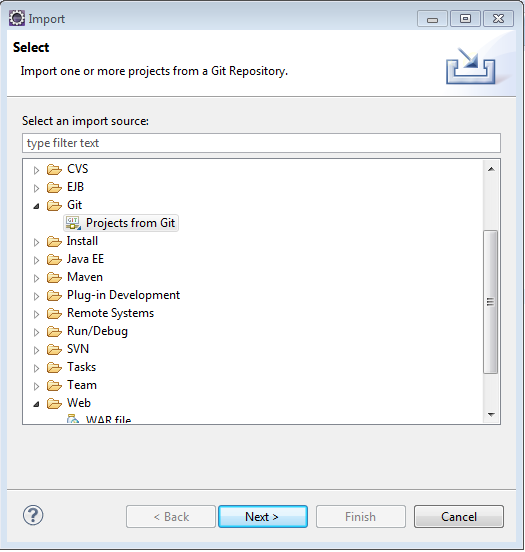 Import
Select
Import one or more projects from a Git Repository.
Select an import source:
type filter text
CVS
EJB
Git
GIT
Projects from Git
Install
Java EE
Maven
Plug-in Development
Remote Systems
Run/Debug
SVN
Tasks
Team
Web
WAR file
?
< Back
Next >
Finish
Cancel